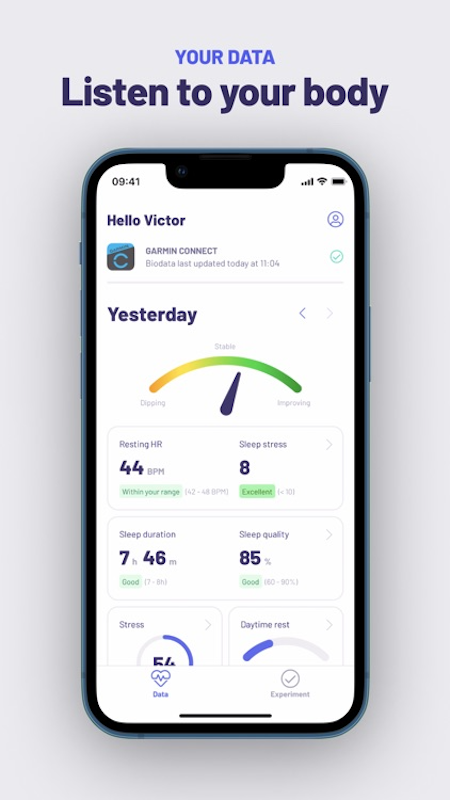 YOUR DATA
Listen to your body
09:41
Hello Victor
GARMIN CONNECT
Biodata last updated today at 11:04
Yesterday
Stable
Dipping Improving
Resting HR Sleep stress
44 BPM 8
Within your range (42 - 48 BPM) Excellent (< 10)
Sleep duration Sleep quality
7 h 46 m 85 %
Good (7 - 8h) Good (60 - 90%)
Stress Daytime rest
54
Data Experiment